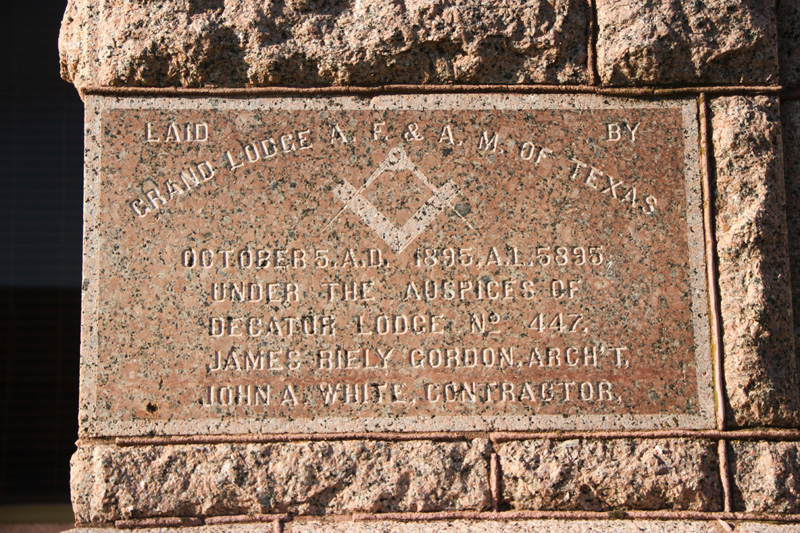 LAID BY
GRAND LODGE A. F. & A. M. OF TEXAS
OCTOBER 5, A.D. 1895, A.L. 5895,
UNDER THE AUSPICES OF
DECATUR LODGE No 447.
JAMES RIELY GORDON, ARCH'T,
JOHN A. WHITE, CONTRACTOR,